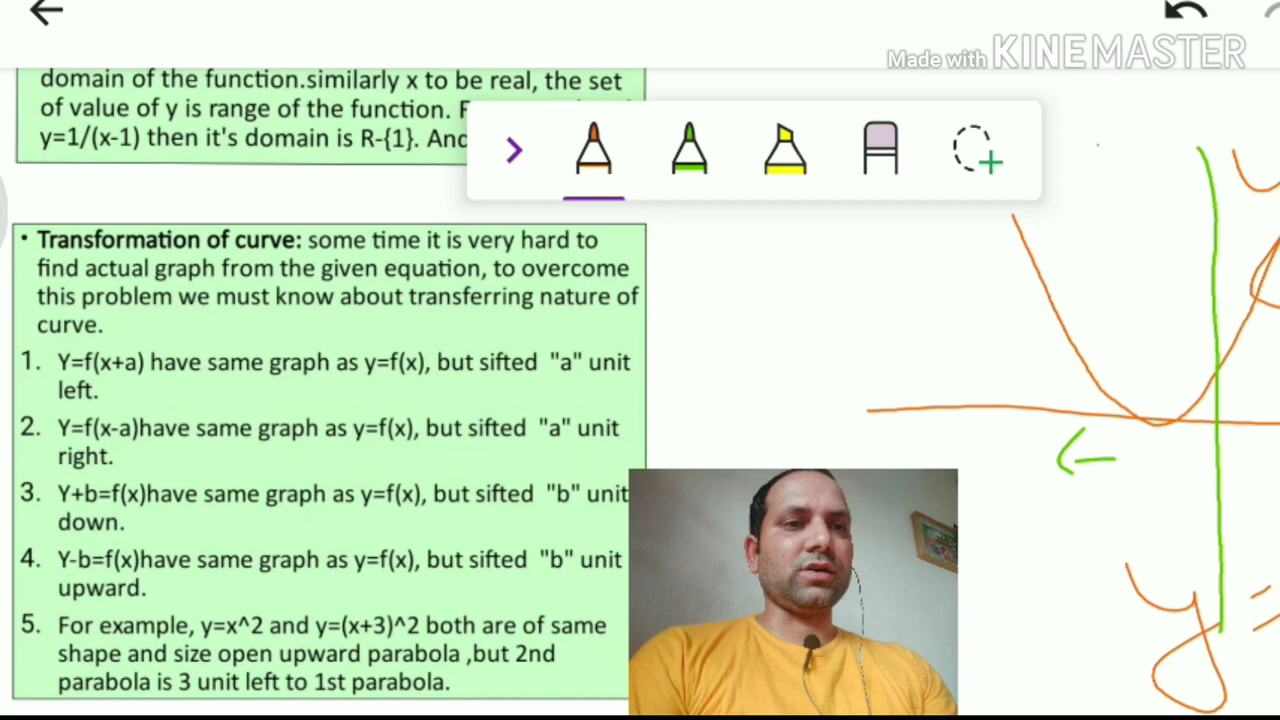 Made with KINEMASTER
domain of the function.similarly x to be real, the set
of value of y is range of the function.
y=1/(x-1) then it's domain is R-{1}. And
• Transformation of curve: some time it is very hard to
find actual graph from the given equation, to overcome
this problem we must know about transferring nature of
curve.
1. Y=f(x+a) have same graph as y=f(x), but sifted "a" unit
left.
2. Y=f(x-a)have same graph as y=f(x), but sifted "a" unit
right.
3. Y+b=f(x)have same graph as y=f(x), but sifted "b" unit
down.
4. Y-b=f(x)have same graph as y=f(x), but sifted "b" unit
upward.
5. For example, y=x^2 and y=(x+3)^2 both are of same
shape and size open upward parabola ,but 2nd
parabola is 3 unit left to 1st parabola.
y =